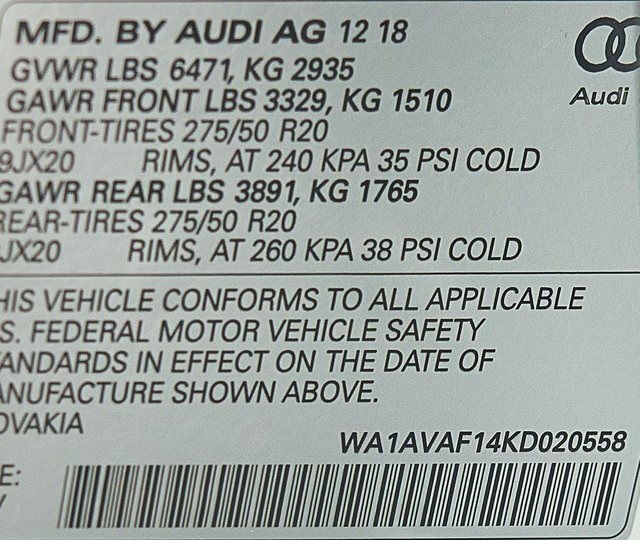 MFD. BY AUDI AG 12 18
GVWR LBS 6471, KG 2935
GAWR FRONT LBS 3329, KG 1510
Audi
FRONT-TIRES 275/50 R20
9JX20 RIMS, AT 240 KPA 35 PSI COLD
GAWR REAR LBS 3891, KG 1765
REAR-TIRES 275/50 R20
JX20 RIMS, AT 260 KPA 38 PSI COLD
HIS VEHICLE CONFORMS TO ALL APPLICABLE
S. FEDERAL MOTOR VEHICLE SAFETY
TANDARDS IN EFFECT ON THE DATE OF
ANUFACTURE SHOWN ABOVE.
OVAKIA
WA1AVAF14KD020558
E: